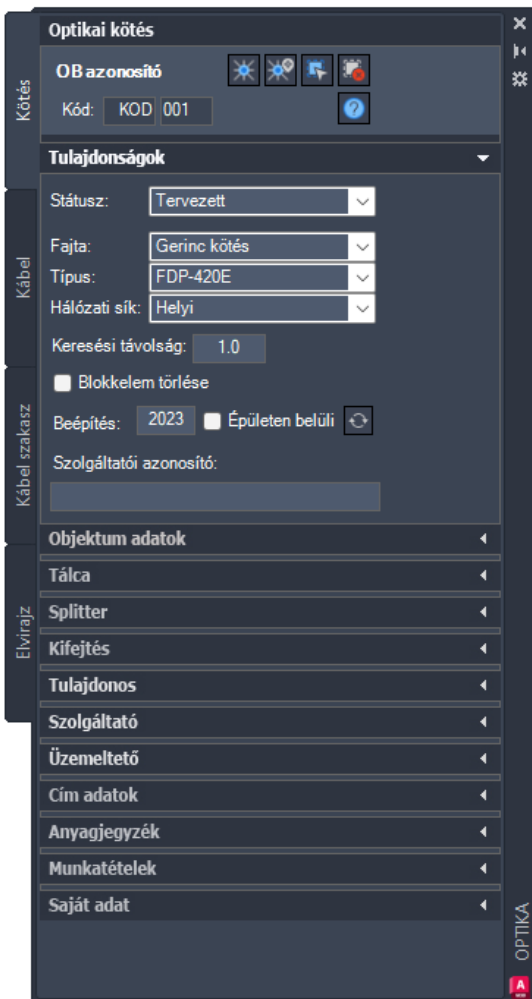 Optikai kötés
OB azonosító
Kód: KOD 001
Tulajdonságok
Státusz: Tervezett
Fajta: Gerinc kötés
Típus: FDP-420E
Hálózati sík: Helyi
Keresési távolság: 1.0
Blokkelem törlése
Beépítés: 2023 Épületen belüli
Szolgáltatói azonosító:
Objektum adatok
Tálca
Splitter
Kifejtés
Tulajdonos
Szolgáltató
Üzemeltető
Cím adatok
Anyagjegyzék
Munkatételek
Saját adat
Kötés
Kábel
Kábel szakasz
Elvirajz
OPTIKA
A